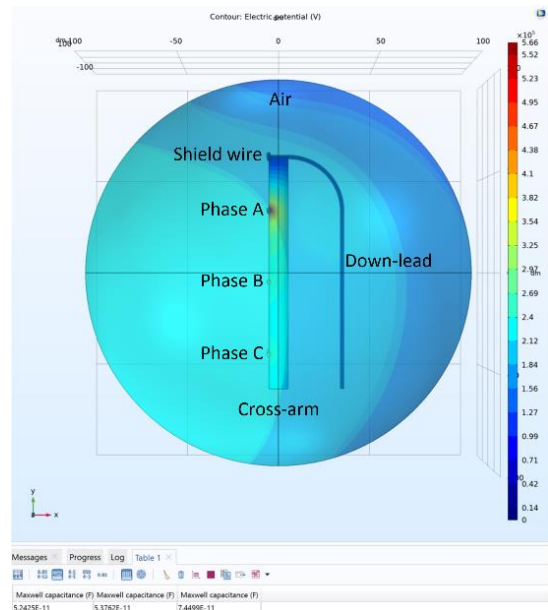 Contour: Electric potential (V)
dm
100
-50
0
50
100
-100
×10⁵
Air
Shield wire
Phase A
Phase B
Phase C
Down-lead
Cross-arm
dm
5.66
5.52
5.23
4.95
4.67
4.38
4.1
3.82
3.54
3.25
2.97
2.69
2.4
2.12
1.84
1.56
1.27
0.99
0.71
0.42
0.14
0
y
x
Messages Progress Log Table 1
Maxwell capacitance (F) Maxwell capacitance (F) Maxwell capacitance (F)
5.2425E-11 5.3762E-11 7.4499E-11